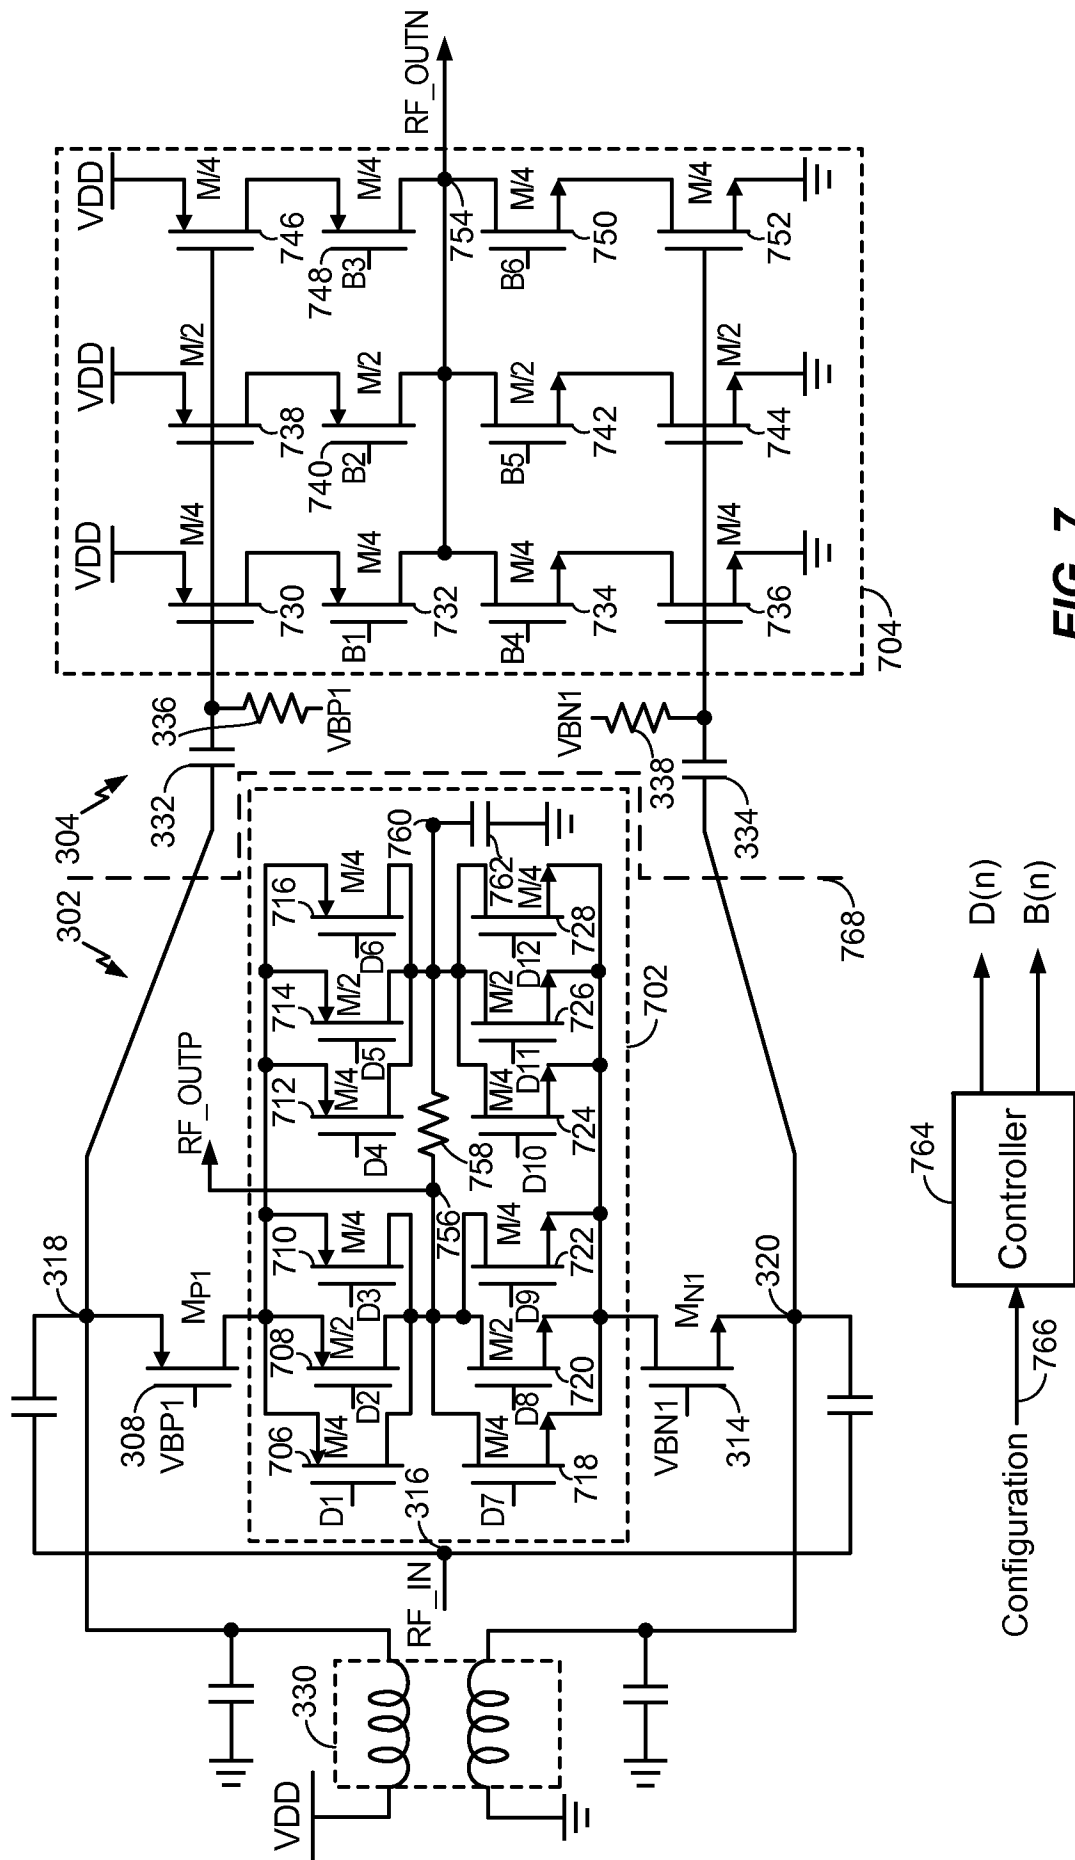 VDD
330
RF_IN
316
318
308
VBP1
MP1
302
304
332
336
VBP1
RF_OUTP
706
D1
M/4
708
D2
M/2
710
D3
M/4
712
D4
M/4
714
D5
M/2
716
D6
M/4
756
758
760
762
D7
M/4
718
D8
M/2
720
D9
M/4
722
D10
M/4
724
D11
M/2
726
D12
M/4
728
702
VBN1
314
MN1
320
334
338
VBN1
768
VDD
M/4
730
B1
M/4
732
B4
M/4
734
M/4
736
VDD
M/2
738
740
B2
M/2
B5
M/2
742
M/2
744
VDD
M/4
746
748
B3
M/4
754
B6
M/4
750
M/4
752
704
RF_OUTN
Configuration
766
Controller
764
D(n)
B(n)
FIG. 7